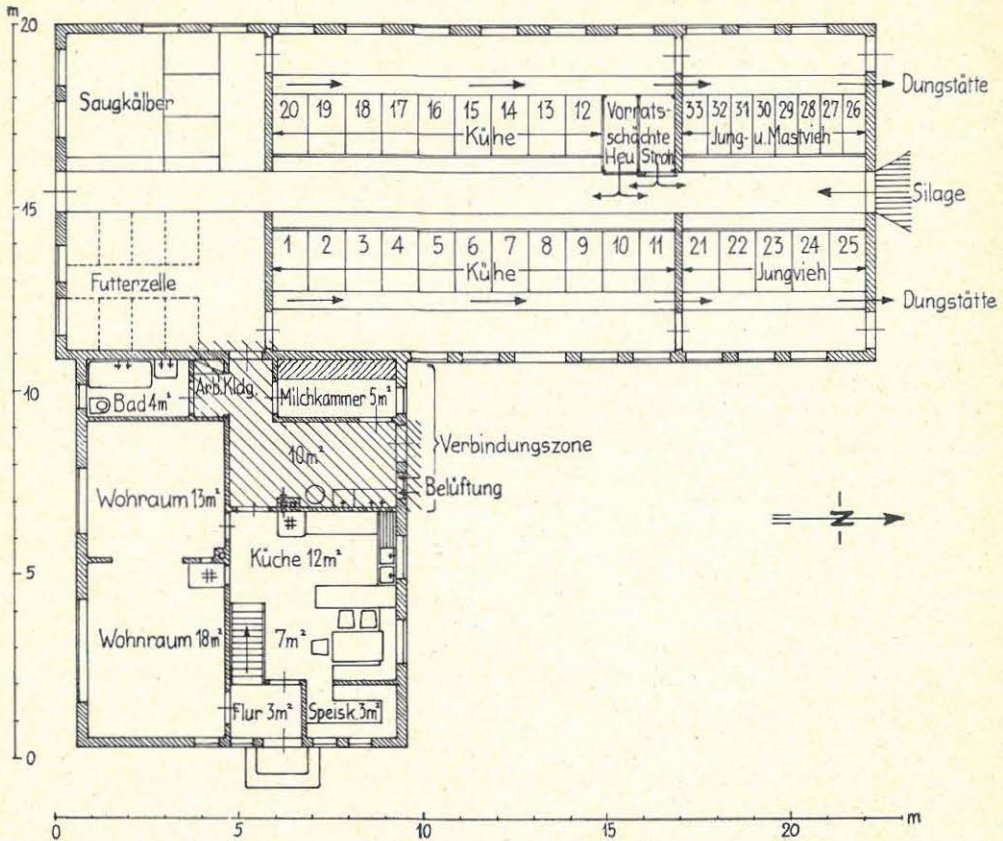 m
20
Saugkälber
20 19 18 17 16 15 14 13 12
Kühe
Vorrats-
schächte
Heu Stroh
33 32 31 30 29 28 27 26
Jung- u. Mastvieh
Dungstätte
Silage
15
1 2 3 4 5 6 7 8 9 10 11
Kühe
21 22 23 24 25
Jungvieh
Futterzelle
Dungstätte
10
Bad 4m²
Arb. Kldg.
Milchkammer 5m²
10m²
Verbindungszone
Belüftung
Wohraum 13m²
N
Küche 12m²
5
Wohnraum 18m²
7m²
Flur 3m²
Speisk. 3m²
0
0 5 10 15 20 m